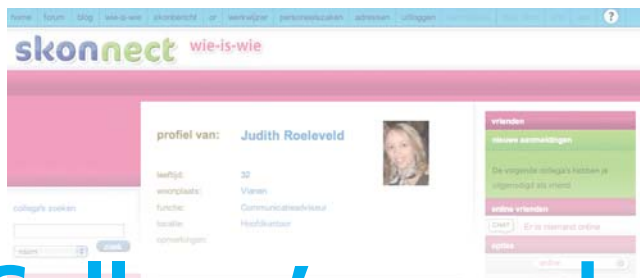 home forum blog wie-is-wie skonbericht or werkwijzer personeelszaken adressen uitloggen ?
skonnect wie-is-wie
profiel van: Judith Roeleveld
leeftijd: 32
woonplaats: Vianen
functie: Communicatieadviseur
locatie: Hoofdkantoor
opmerkingen:
collega's zoeken:
naam zoek
vrienden
nieuwe aanmeldingen
De volgende collega's hebben je
uitgenodigd als vriend.
online vrienden
CHAT Er is niemand online
opties
online